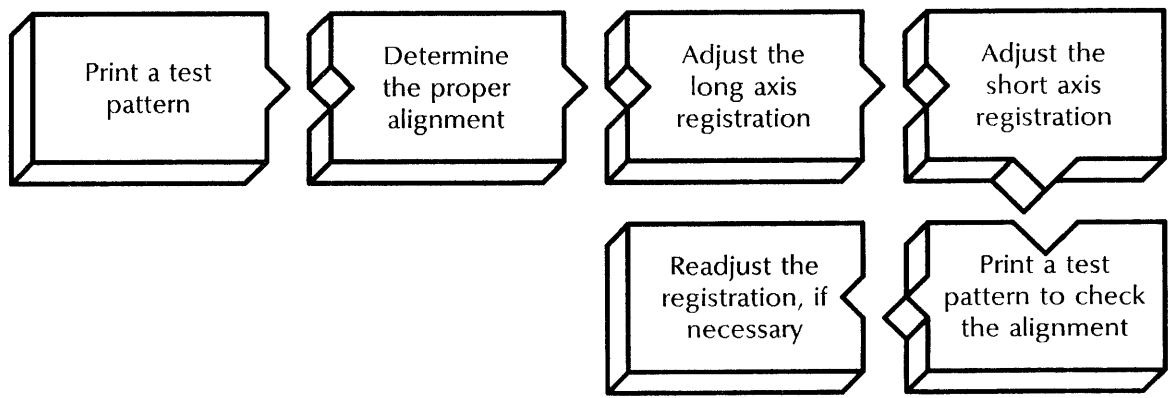 Print a test
pattern
Determine
the proper
alignment
Adjust the
long axis
registration
Adjust the
short axis
registration
Print a test
pattern to check
the alignment
Readjust the
registration, if
necessary